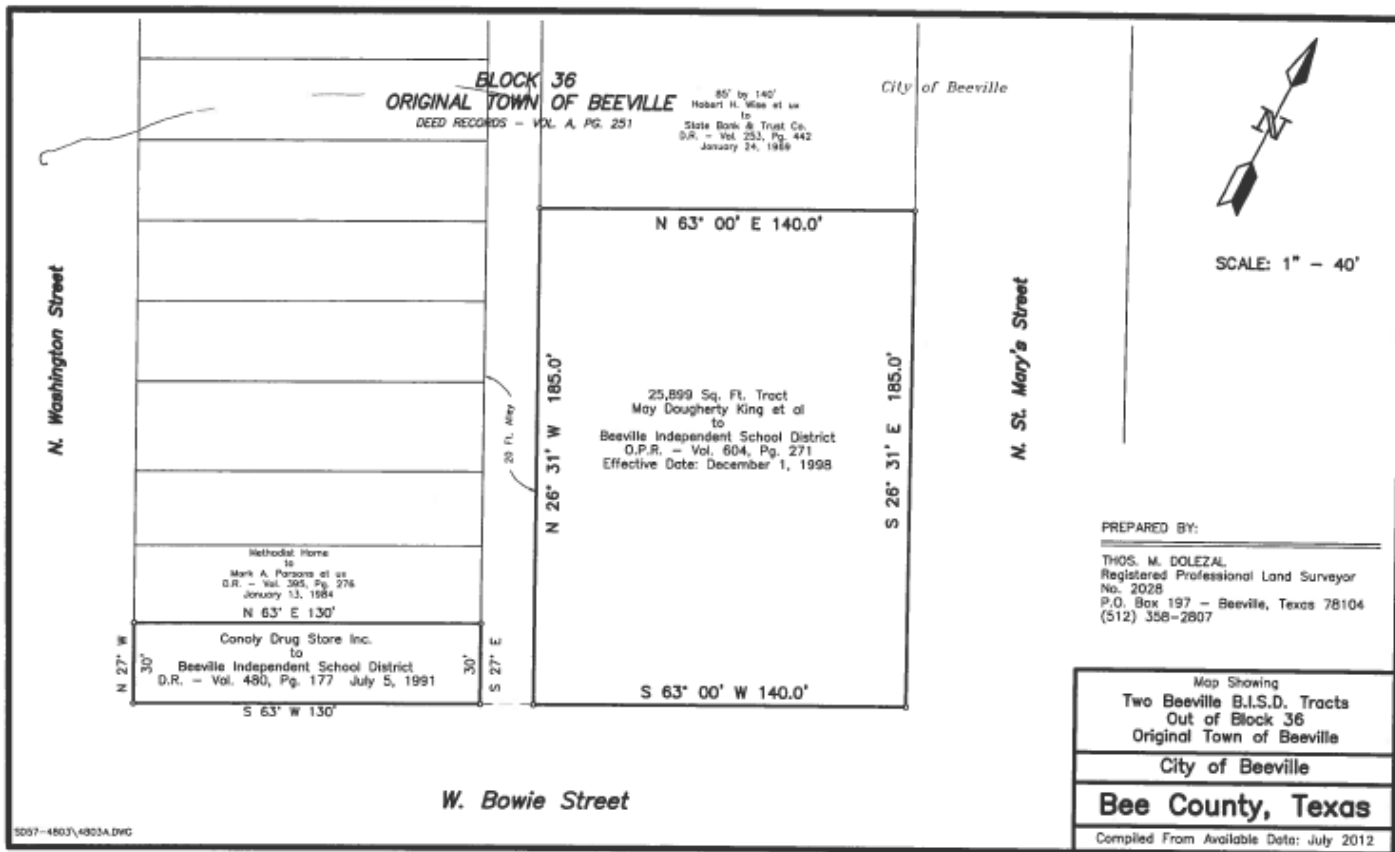 BLOCK 36
ORIGINAL TOWN OF BEEVILLE
DEED RECORDS - VOL. A, PG. 251
85' by 140'
Hobart H. Wise et ux
to
State Bank & Trust Co.
D.R. - Vol. 253, Pg. 442
January 24, 1969
City of Beeville
N
SCALE: 1" - 40'
N. Washington Street
N 63° 00' E 140.0'
N 26° 31' W 185.0'
25,899 Sq. Ft. Tract
May Dougherty King et al
to
Beeville Independent School District
O.P.R. - Vol. 604, Pg. 271
Effective Date: December 1, 1998
S 26° 31' E 185.0'
S 63° 00' W 140.0'
20 Ft. Alley
N. St. Mary's Street
Methodist Home
to
Mark A. Parsons et ux
D.R. - Vol. 395, Pg. 276
January 13, 1984
N 63° E 130'
N 27° W
30'
Conoly Drug Store Inc.
to
Beeville Independent School District
D.R. - Vol. 480, Pg. 177 July 5, 1991
30'
S 27° E
S 63° W 130'
W. Bowie Street
PREPARED BY:
THOS. M. DOLEZAL
Registered Professional Land Surveyor
No. 2028
P.O. Box 197 - Beeville, Texas 78104
(512) 358-2807
Map Showing
Two Beeville B.I.S.D. Tracts
Out of Block 36
Original Town of Beeville
City of Beeville
Bee County, Texas
Compiled From Available Data: July 2012
SD57-4803\4803A.DWG